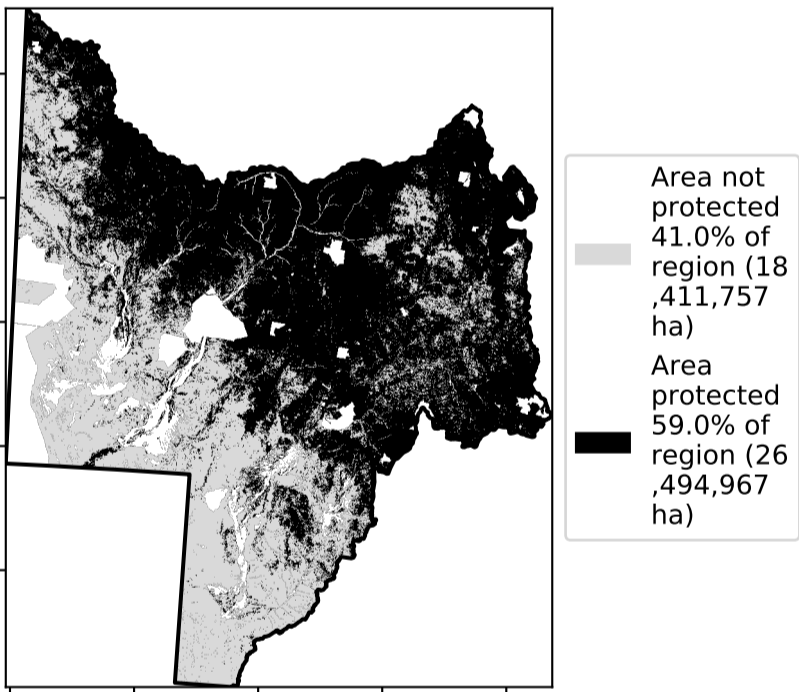 Area not
protected
41.0% of
region (18
,411,757
ha)
Area
protected
59.0% of
region (26
,494,967
ha)